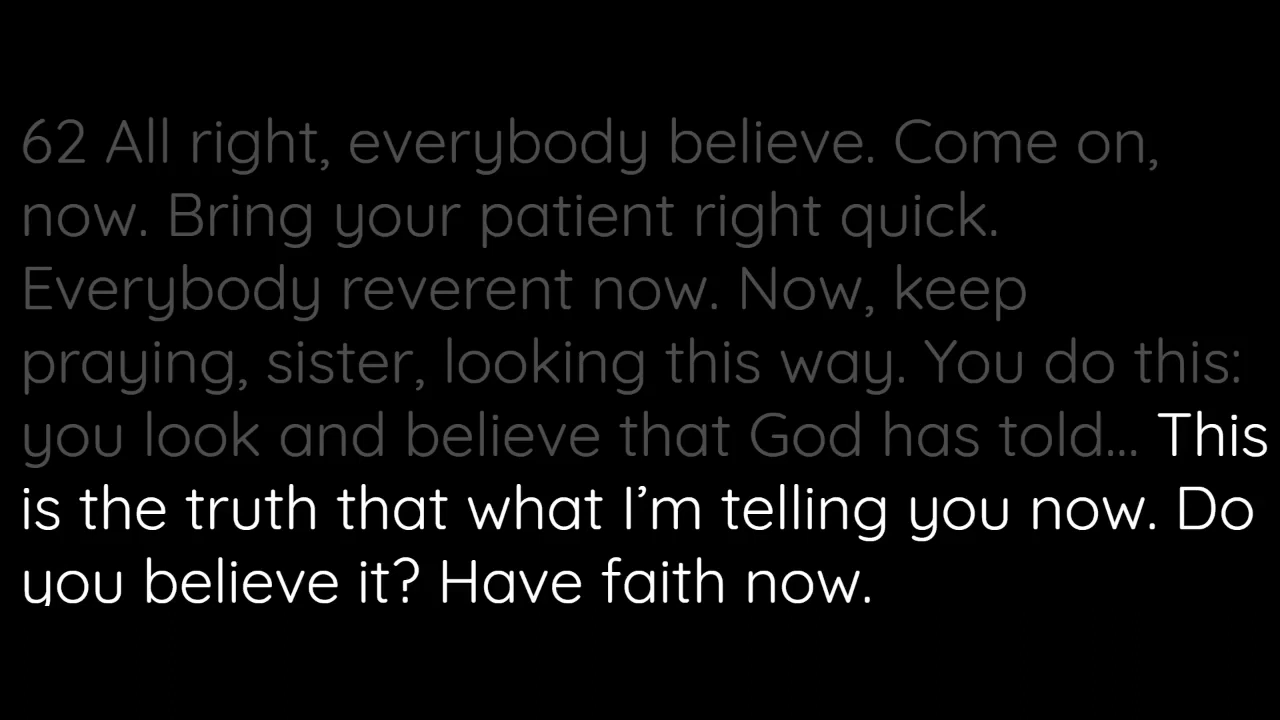 62 All right, everybody believe. Come on,
now. Bring your patient right quick.
Everybody reverent now. Now, keep
praying, sister, looking this way. You do this:
you look and believe that God has told... This
is the truth that what I’m telling you now. Do
you believe it? Have faith now.